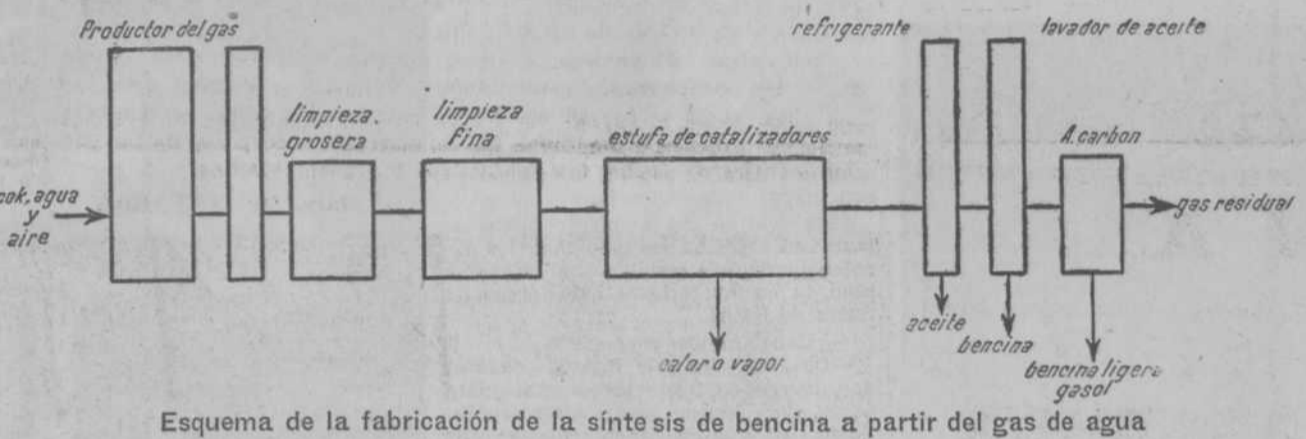 Productor del gas
refrigerante
lavador de aceite
limpieza.
grosera
limpieza
fina
estufa de catalizadores
A. carbon
cok, agua
y
aire
gas residual
aceite
bencina
calor o vapor
bencina ligera
gasol
Esquema de la fabricación de la síntesis de bencina a partir del gas de agua